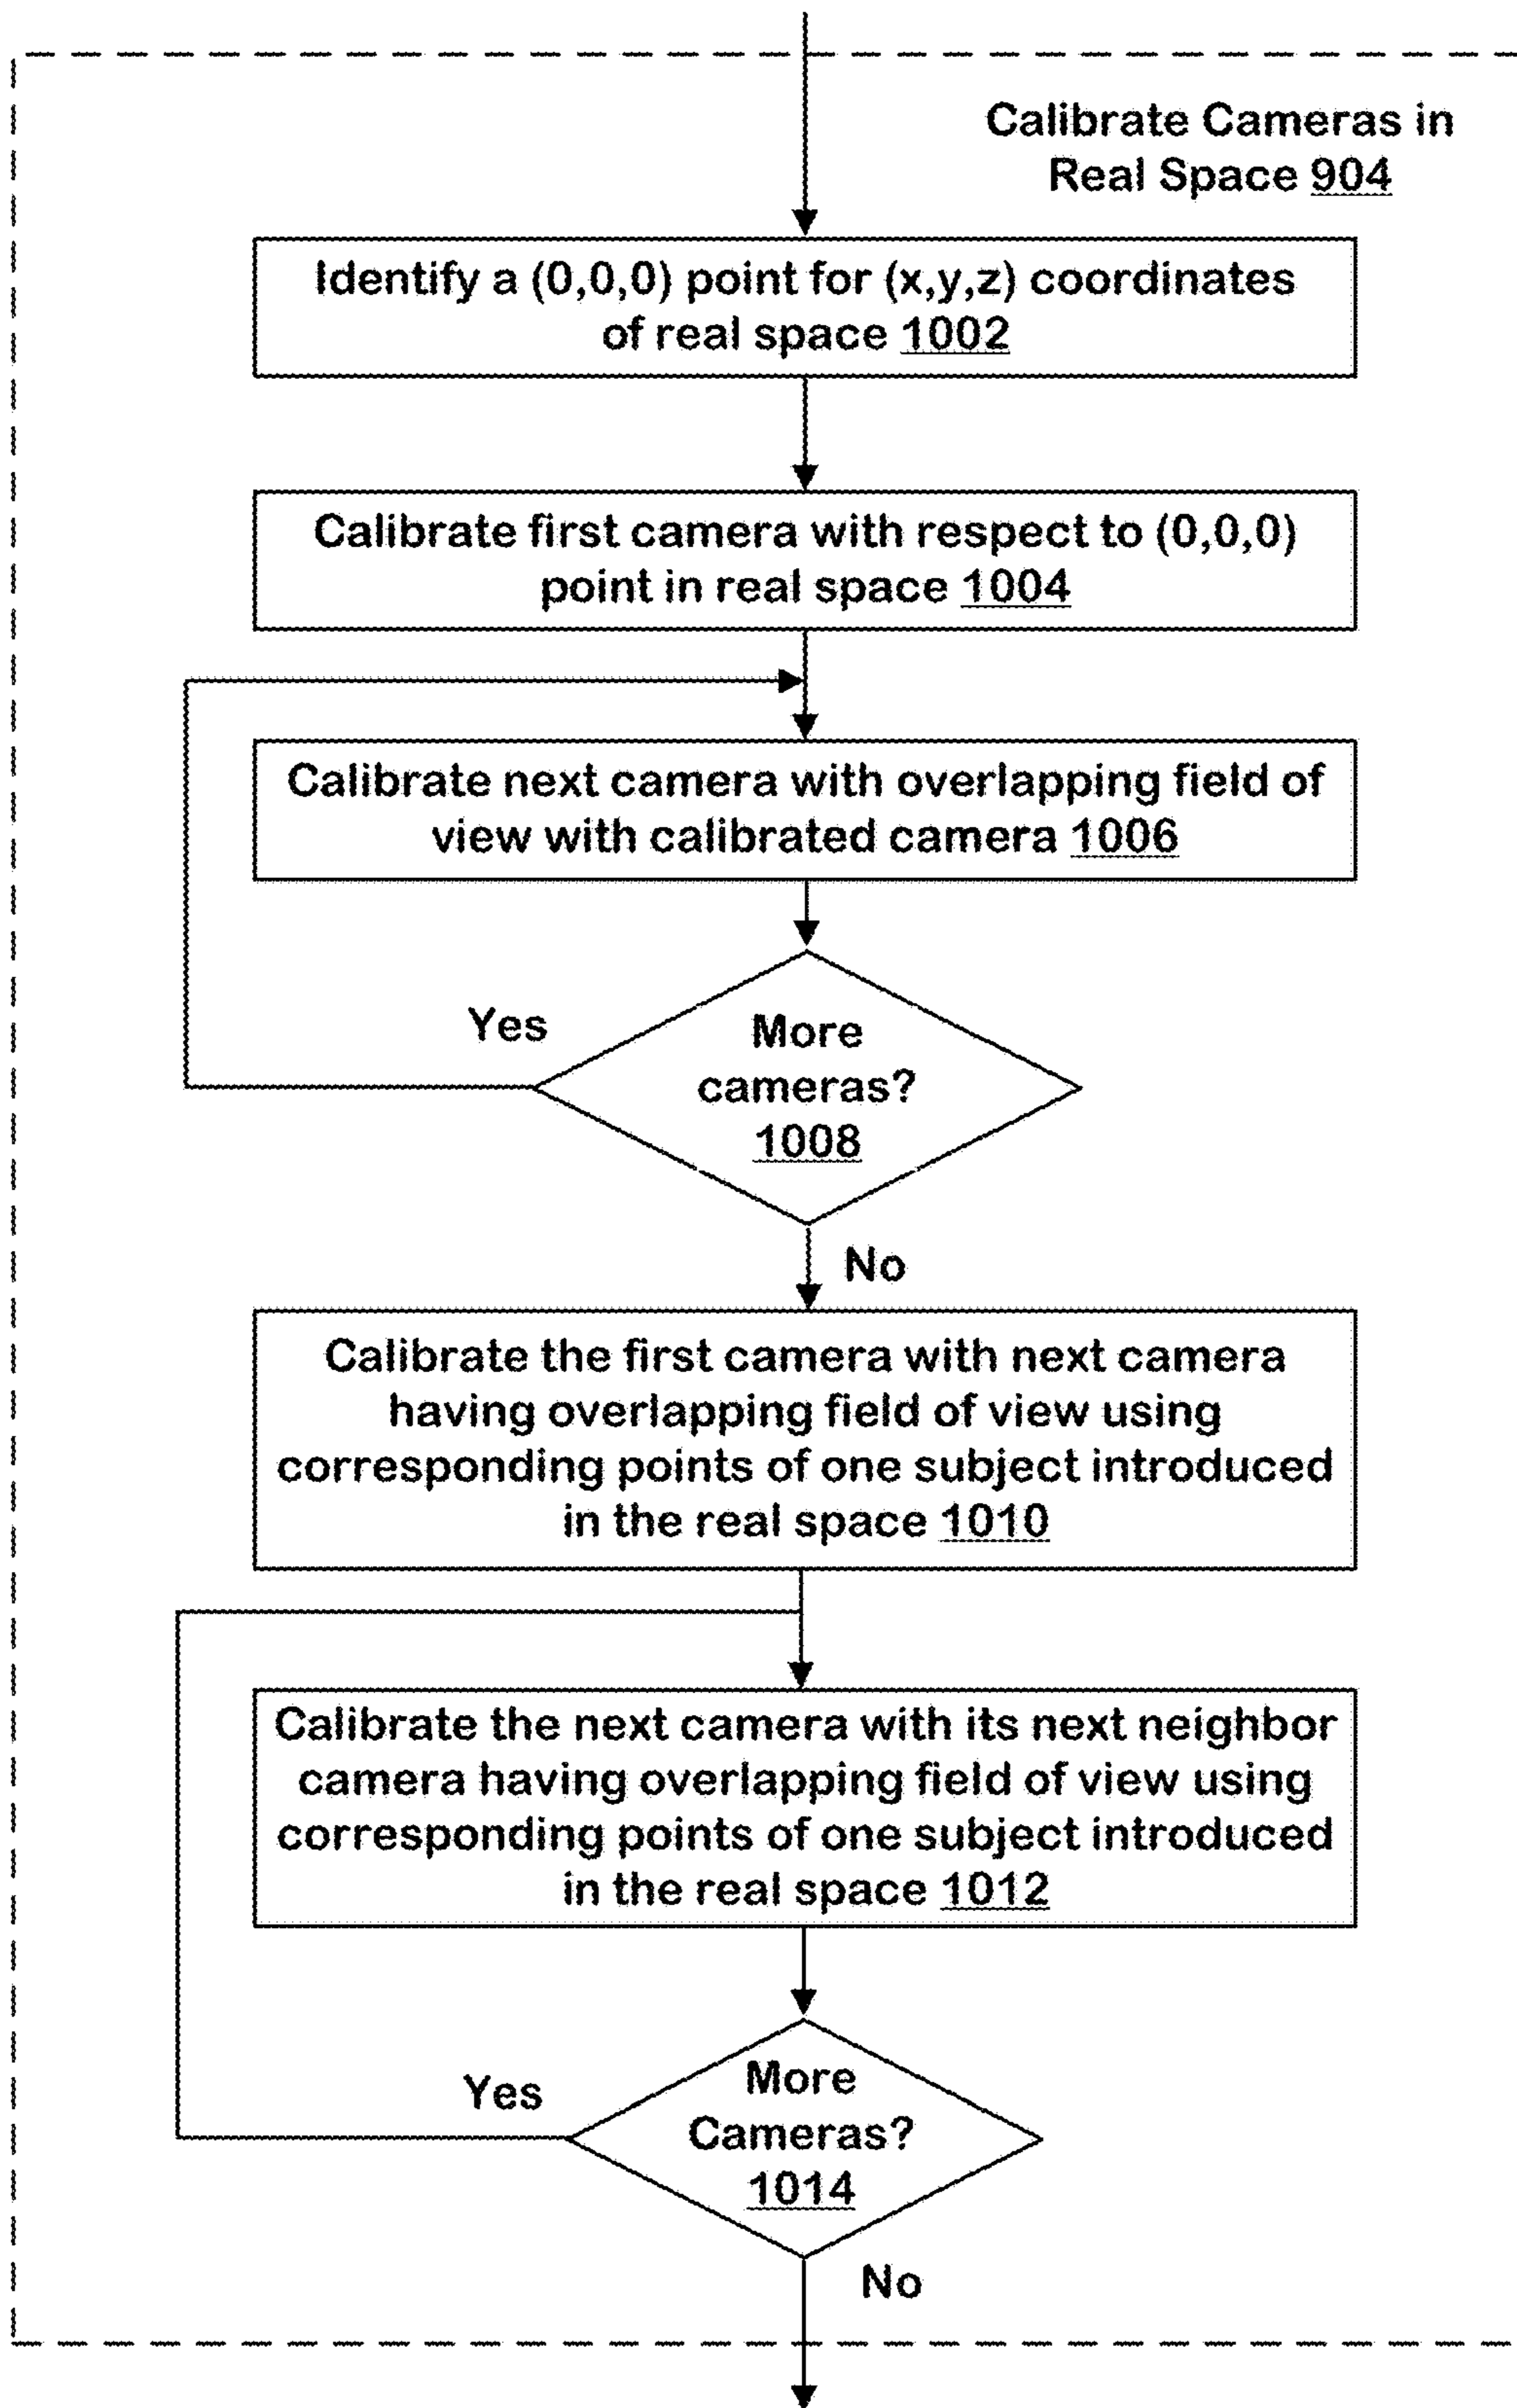 Calibrate Cameras in
Real Space 904
Identify a (0,0,0) point for (x,y,z) coordinates
of real space 1002
Calibrate first camera with respect to (0,0,0)
point in real space 1004
Calibrate next camera with overlapping field of
view with calibrated camera 1006
Yes
More
cameras?
1008
No
Calibrate the first camera with next camera
having overlapping field of view using
corresponding points of one subject introduced
in the real space 1010
Calibrate the next camera with its next neighbor
camera having overlapping field of view using
corresponding points of one subject introduced
in the real space 1012
Yes
More
Cameras?
1014
No